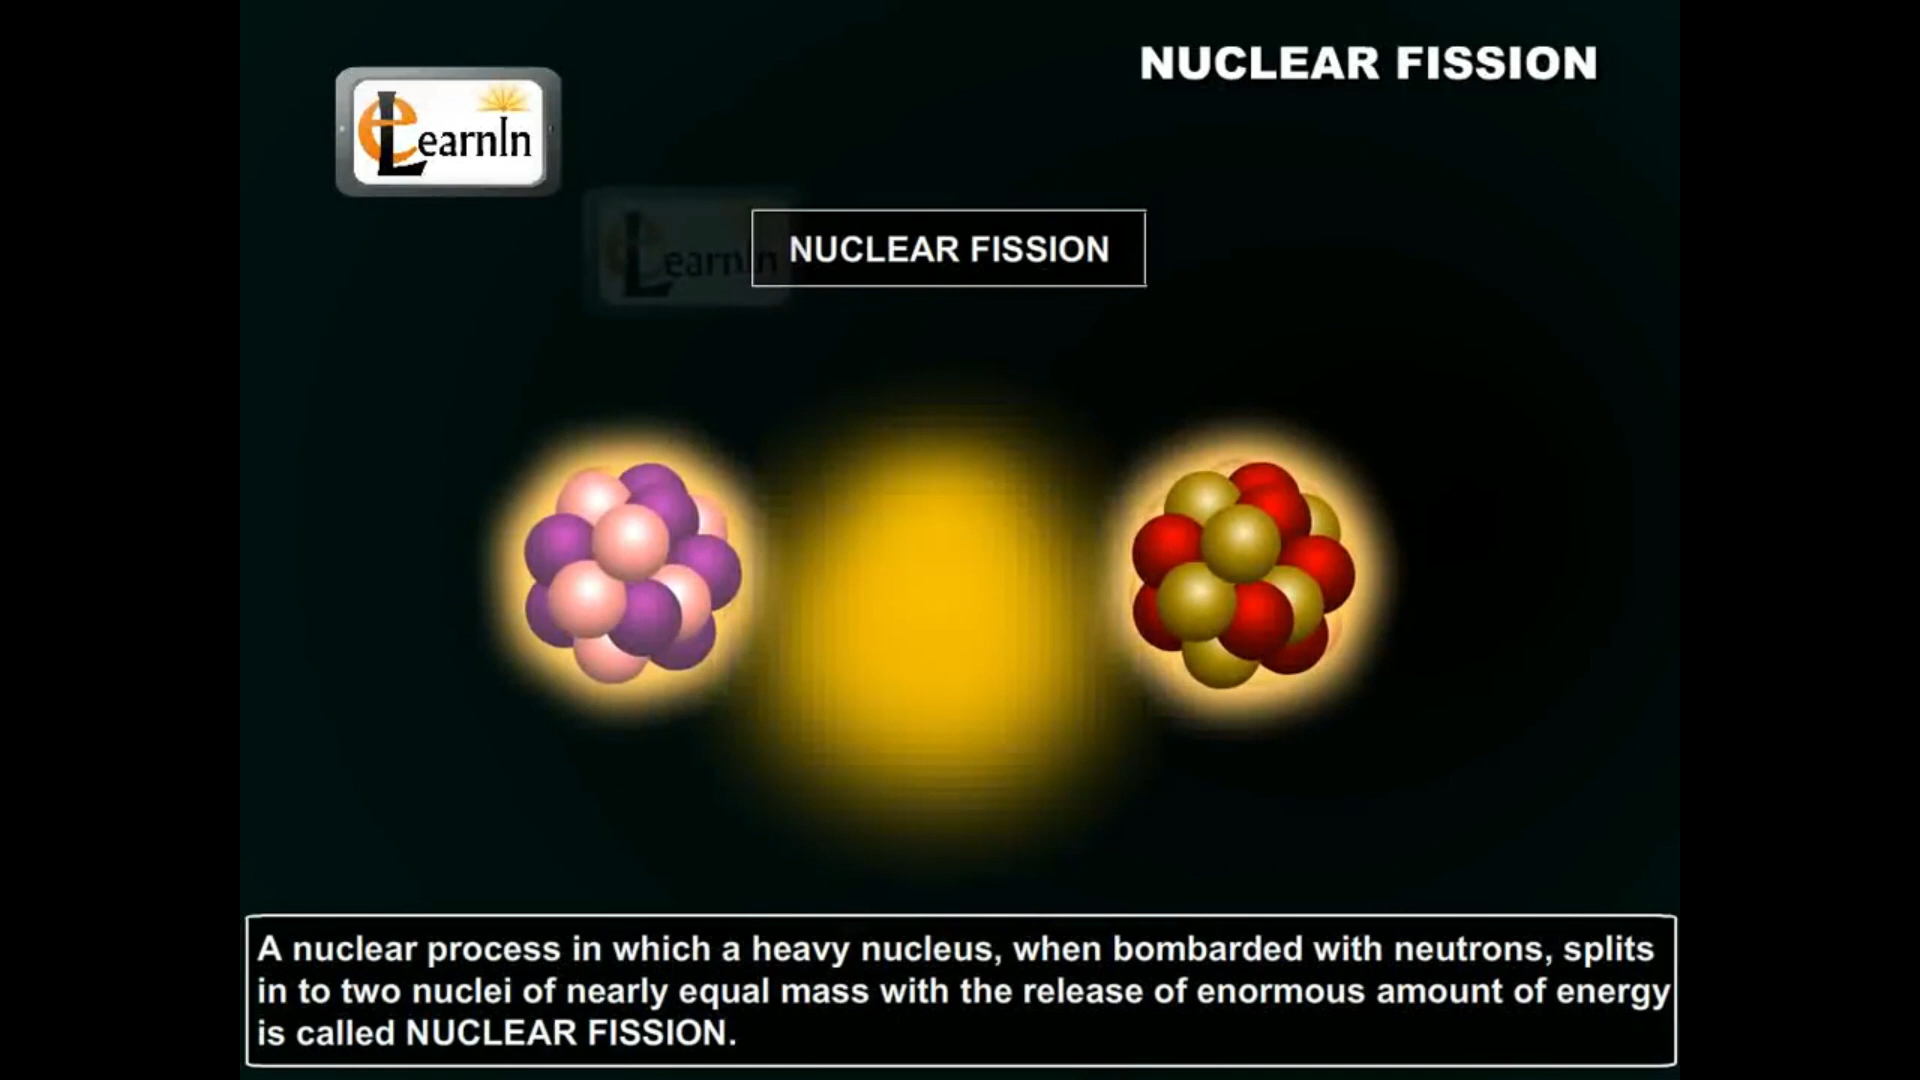 NUCLEAR FISSION
eLearnIn
eLearnIn
NUCLEAR FISSION
A nuclear process in which a heavy nucleus, when bombarded with neutrons, splits
in to two nuclei of nearly equal mass with the release of enormous amount of energy
is called NUCLEAR FISSION.